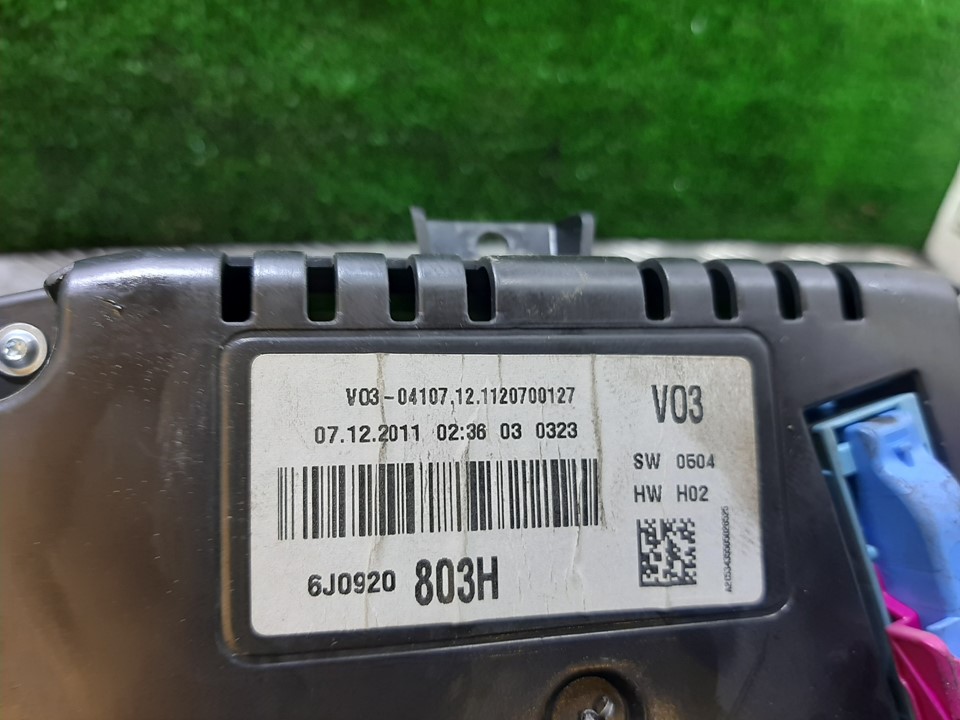 V03-04107.12.1120700127
07.12.2011 02:36 03 0323
V03
SW 0504
HW H02
6J0920 803H